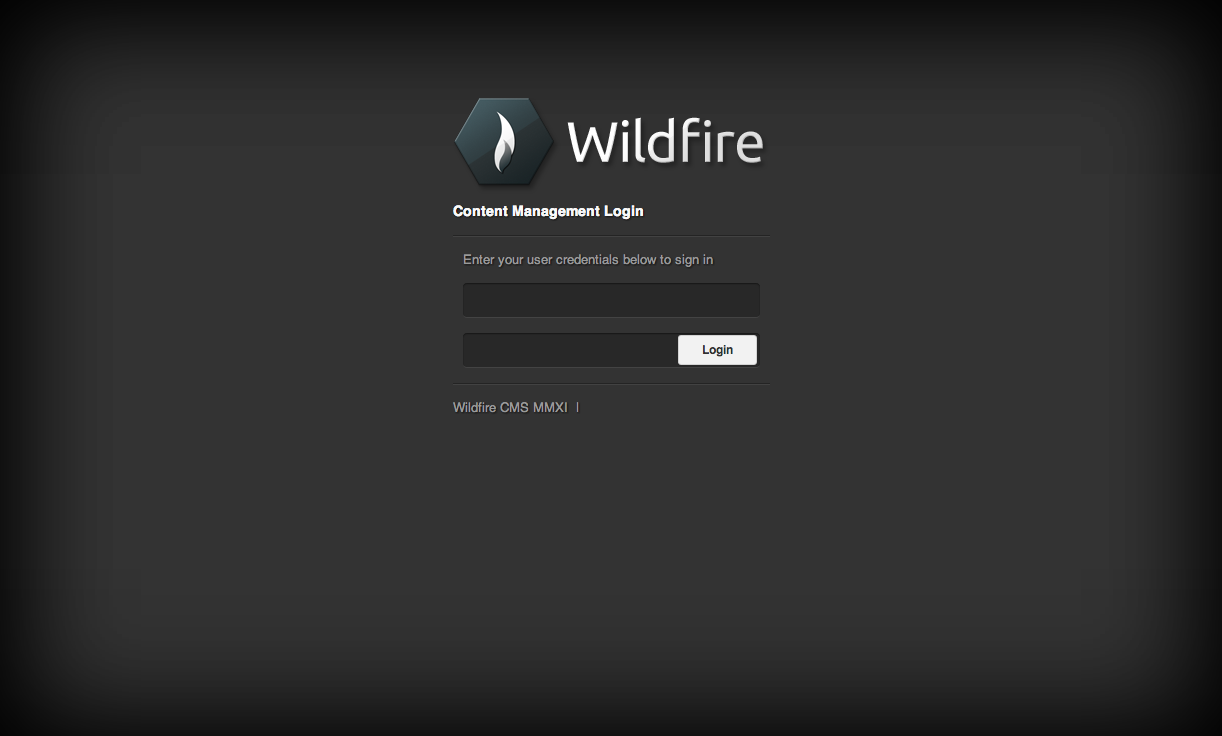 Wildfire
Content Management Login
Enter your user credentials below to sign in
Login
Wildfire CMS MMXI |